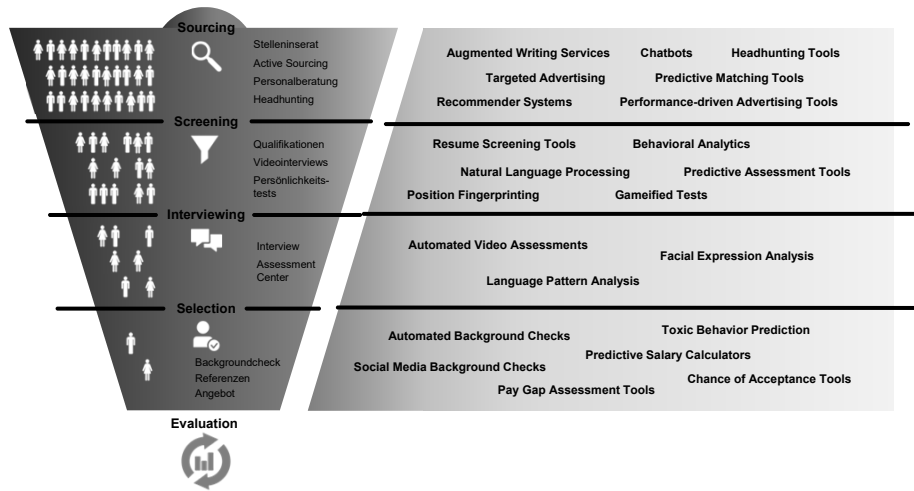 Sourcing
Stelleninserat
Active Sourcing
Personalberatung
Headhunting
Augmented Writing Services
Chatbots
Headhunting Tools
Targeted Advertising
Predictive Matching Tools
Recommender Systems
Performance-driven Advertising Tools
Screening
Qualifikationen
Videointerviews
Persönlichkeits-
tests
Resume Screening Tools
Behavioral Analytics
Natural Language Processing
Predictive Assessment Tools
Position Fingerprinting
Gameified Tests
Interviewing
Interview
Assessment
Center
Automated Video Assessments
Facial Expression Analysis
Language Pattern Analysis
Selection
Backgroundcheck
Referenzen
Angebot
Automated Background Checks
Toxic Behavior Prediction
Predictive Salary Calculators
Social Media Background Checks
Chance of Acceptance Tools
Pay Gap Assessment Tools
Evaluation